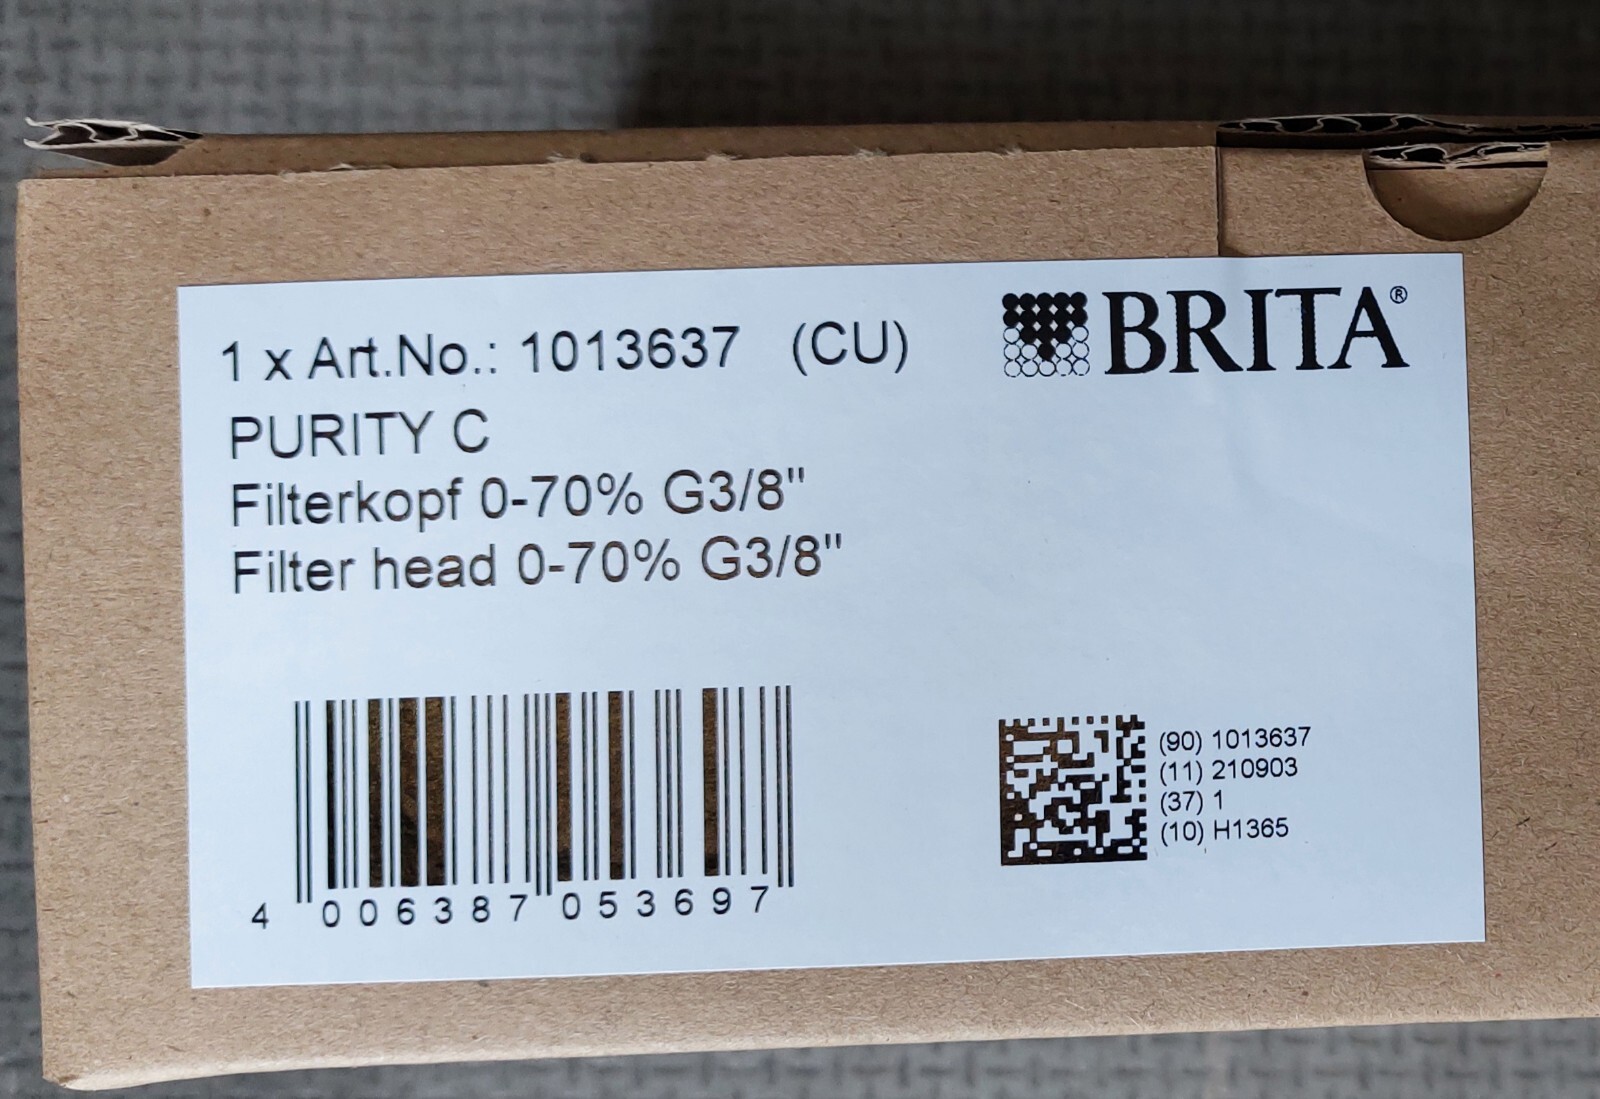 1 x Art.No.: 1013637 (CU)
BRITA®
PURITY C
Filterkopf 0-70% G3/8"
Filter head 0-70% G3/8"
4 006387 053697
(90) 1013637
(11) 210903
(37) 1
(10) H1365